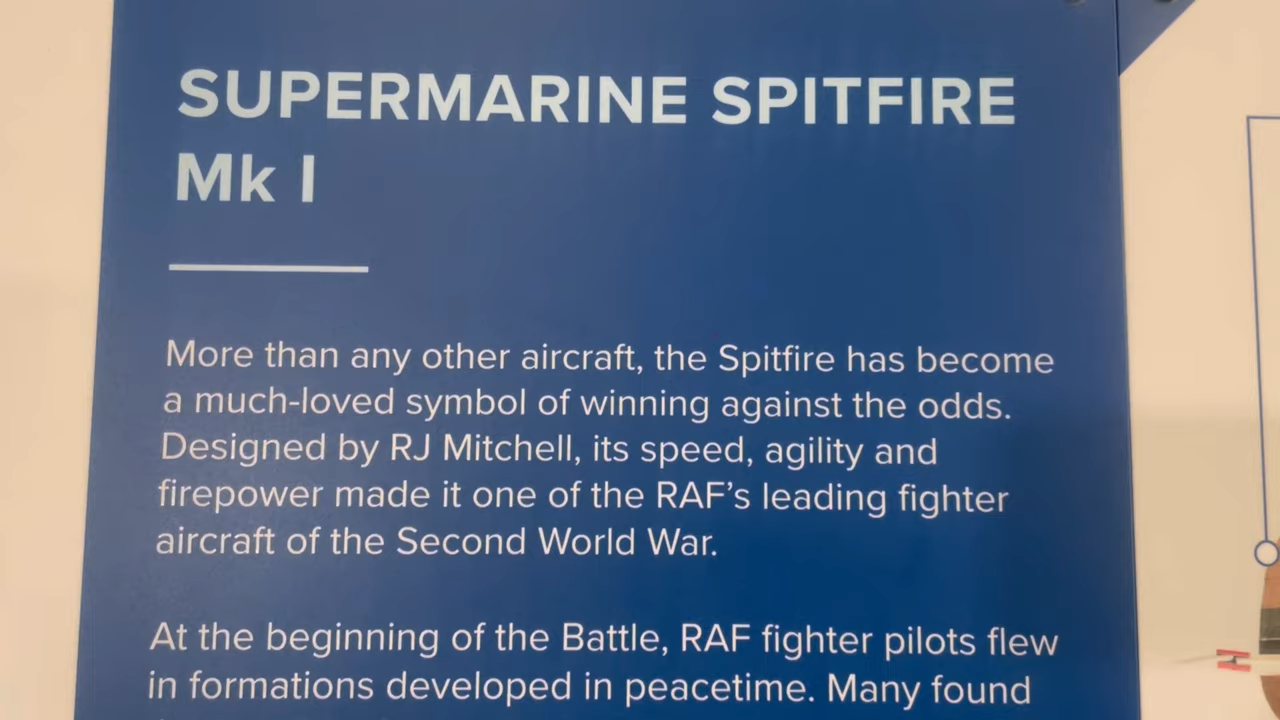 SUPERMARINE SPITFIRE
Mk I
More than any other aircraft, the Spitfire has become
a much-loved symbol of winning against the odds.
Designed by RJ Mitchell, its speed, agility and
firepower made it one of the RAF’s leading fighter
aircraft of the Second World War.
At the beginning of the Battle, RAF fighter pilots flew
in formations developed in peacetime. Many found